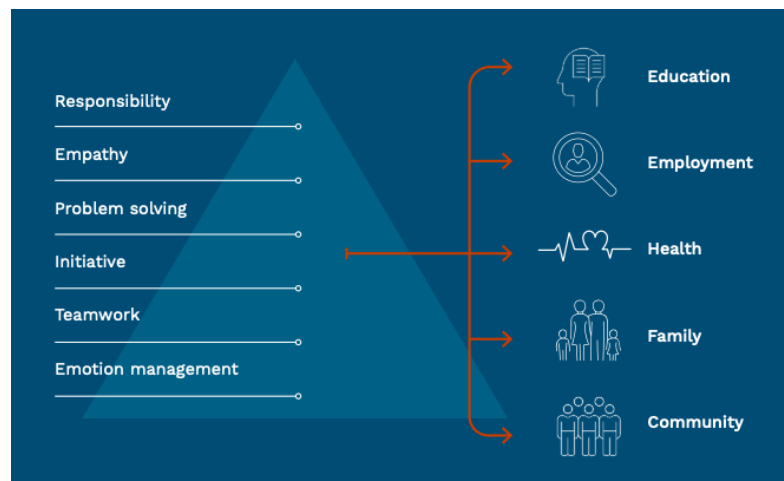 Responsibility
Empathy
Problem solving
Initiative
Teamwork
Emotion management
Education
Employment
Health
Family
Community